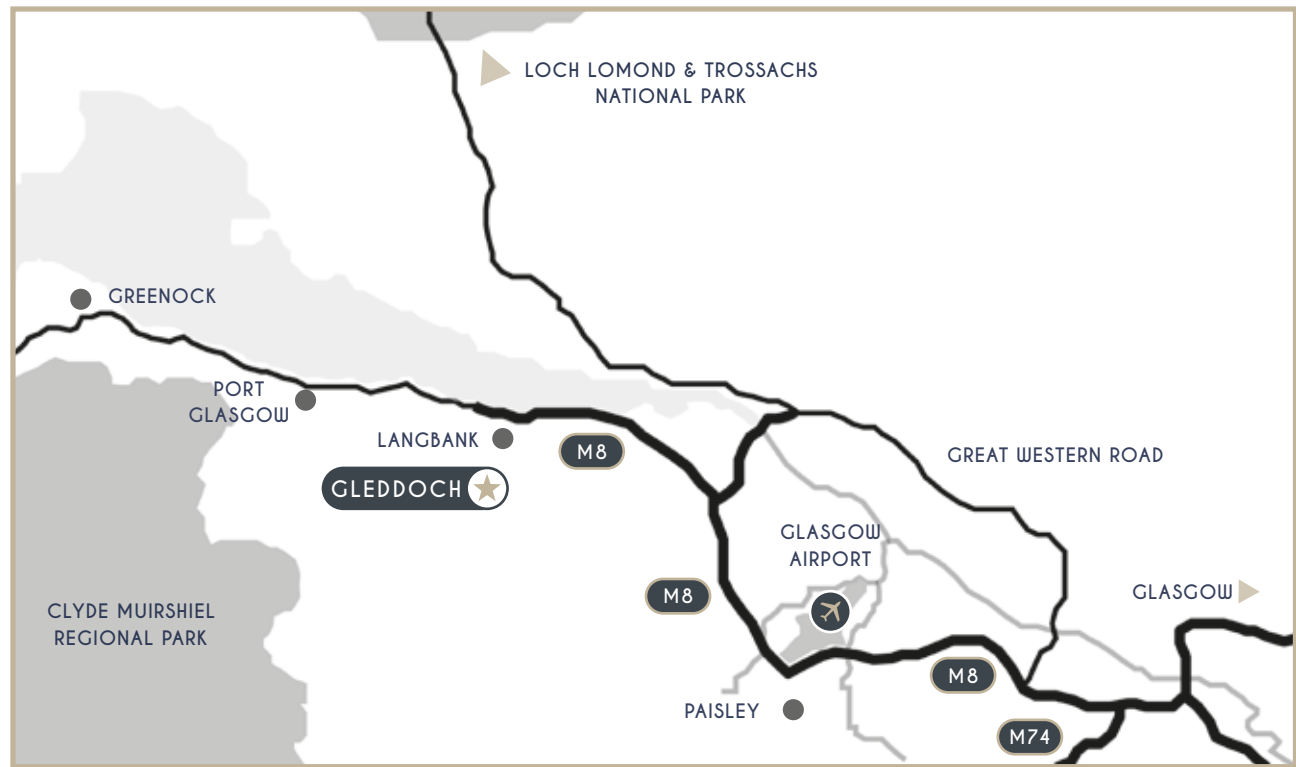 LOCH LOMOND & TROSSACHS
NATIONAL PARK
GREENOCK
PORT
GLASGOW
LANGBANK
M8
GREAT WESTERN ROAD
GLEDDOCH
GLASGOW
AIRPORT
M8
GLASGOW
CLYDE MUIRSHIEL
REGIONAL PARK
M8
PAISLEY
M74